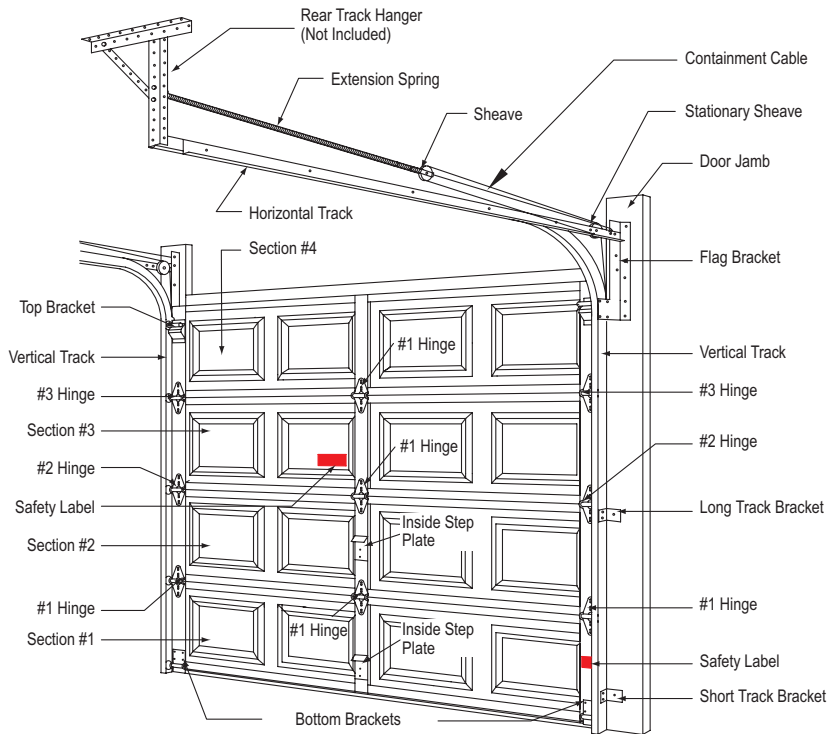 Rear Track Hanger
(Not Included)
Extension Spring
Containment Cable
Sheave
Stationary Sheave
Door Jamb
Horizontal Track
Section #4
Flag Bracket
Top Bracket
#1 Hinge
Vertical Track
Vertical Track
#3 Hinge
#3 Hinge
Section #3
#1 Hinge
#2 Hinge
#2 Hinge
Safety Label
Long Track Bracket
Inside Step
Plate
Section #2
#1 Hinge
#1 Hinge
#1 Hinge
Inside Step
Plate
Section #1
Safety Label
Short Track Bracket
Bottom Brackets